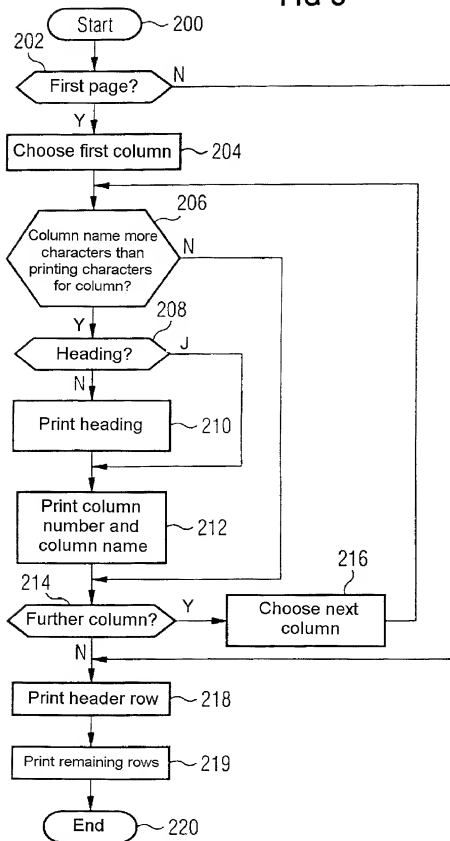 Start
200
202
First page?
N
Y
Choose first column
204
206
Column name more
characters than
printing characters
for column?
N
Y
208
Heading?
J
N
Print heading
210
Print column
number and
column name
212
214
216
Further column?
Y
Choose next
column
N
Print header row
218
Print remaining rows
219
End
220